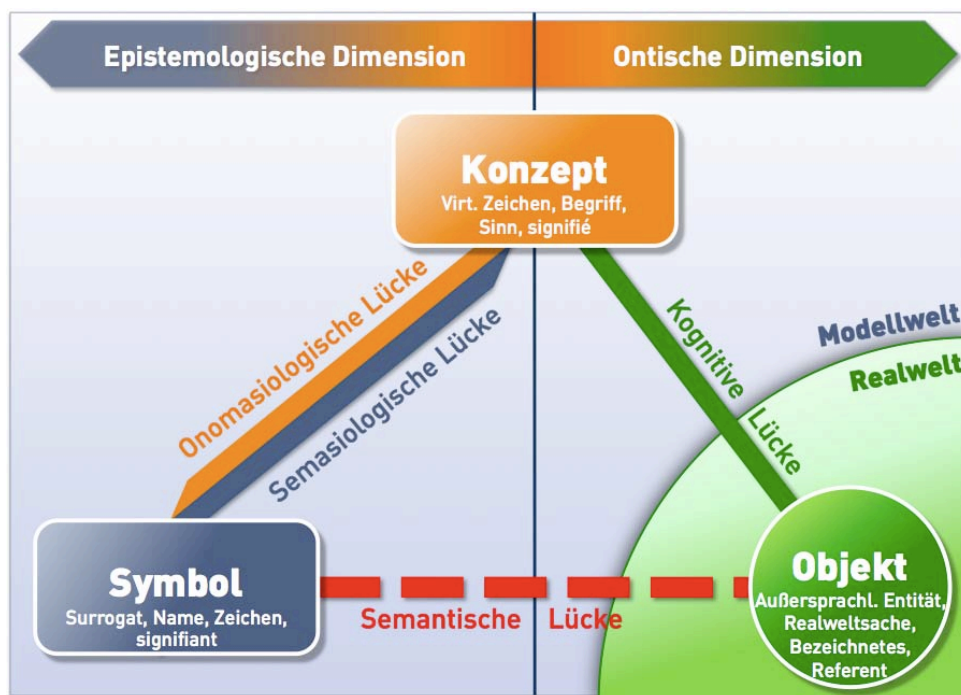 Epistemologische Dimension
Ontische Dimension
Konzept
Virt. Zeichen, Begriff,
Sinn, signifié
Onomasiologische Lücke
Semasiologische Lücke
Kognitive Lücke
Modellwelt
Realwelt
Symbol
Surrogat, Name, Zeichen,
signifiant
Semantische Lücke
Objekt
Außersprachl. Entität,
Realweltsache,
Bezeichnetes,
Referent